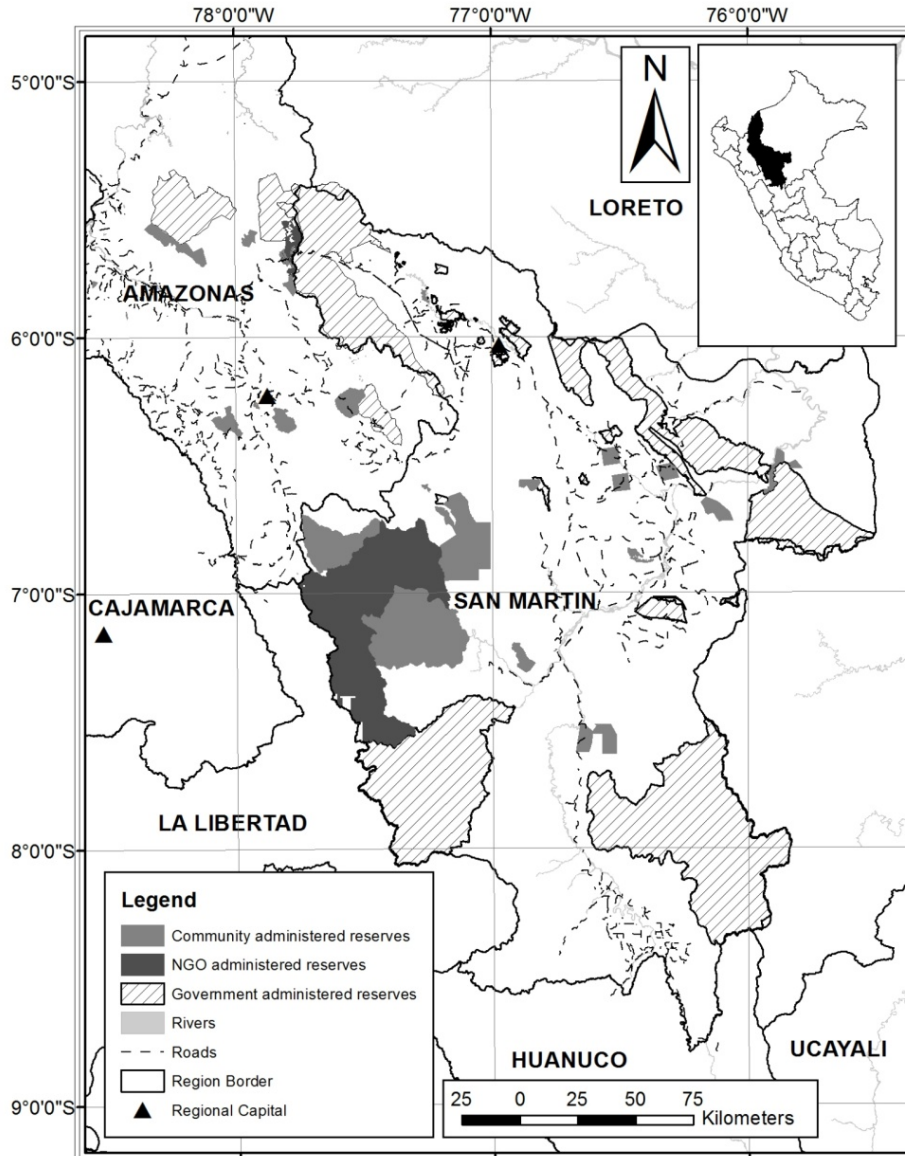 78°0'0"W
77°0'0"W
76°0'0"W
5°0'0"S
N
LORETO
AMAZONAS
6°0'0"S
7°0'0"S
CAJAMARCA
SAN MARTIN
LA LIBERTAD
8°0'0"S
Legend
Community administered reserves
NGO administered reserves
Government administered reserves
Rivers
Roads
Region Border
Regional Capital
HUANUCO
UCAYALI
25 0 25 50 75
Kilometers
9°0'0"S